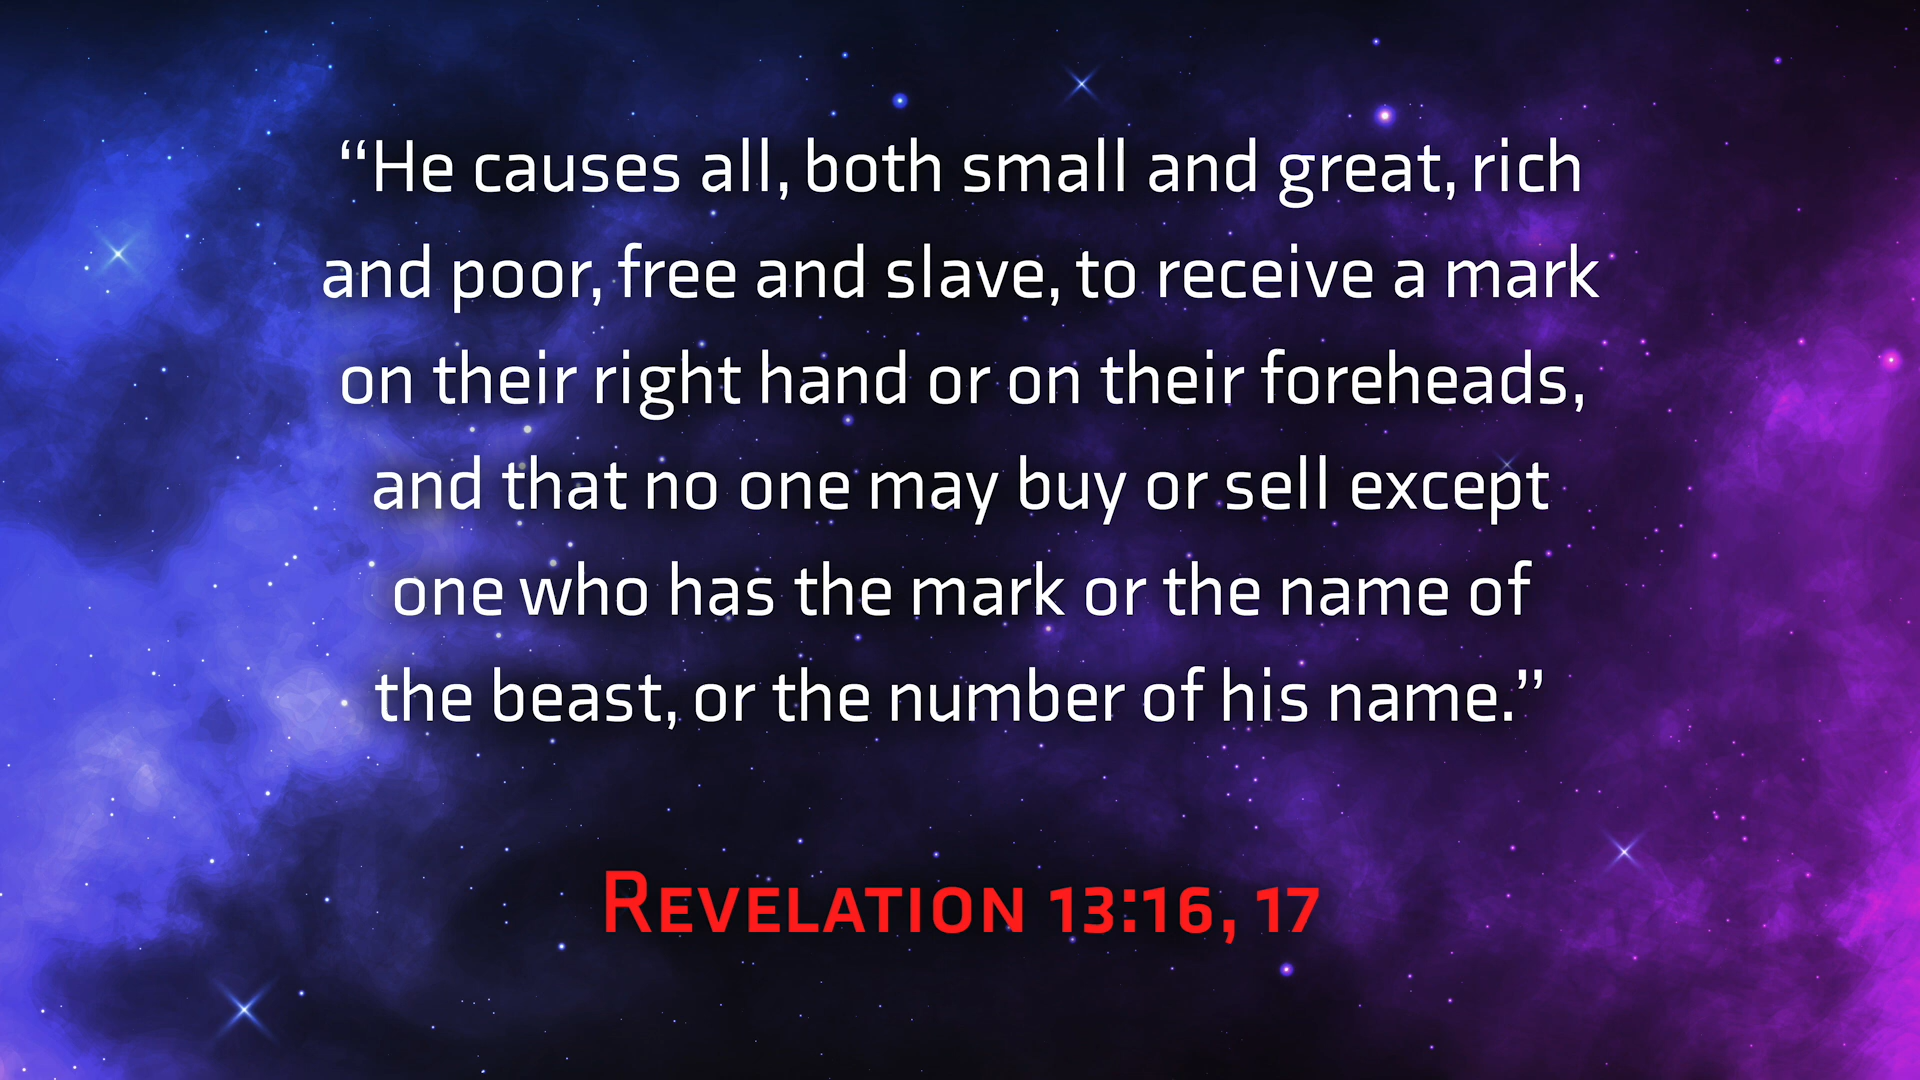 “He causes all, both small and great, rich
and poor, free and slave, to receive a mark
on their right hand or on their foreheads,
and that no one may buy or sell except
one who has the mark or the name of
the beast, or the number of his name.”
Revelation 13:16, 17